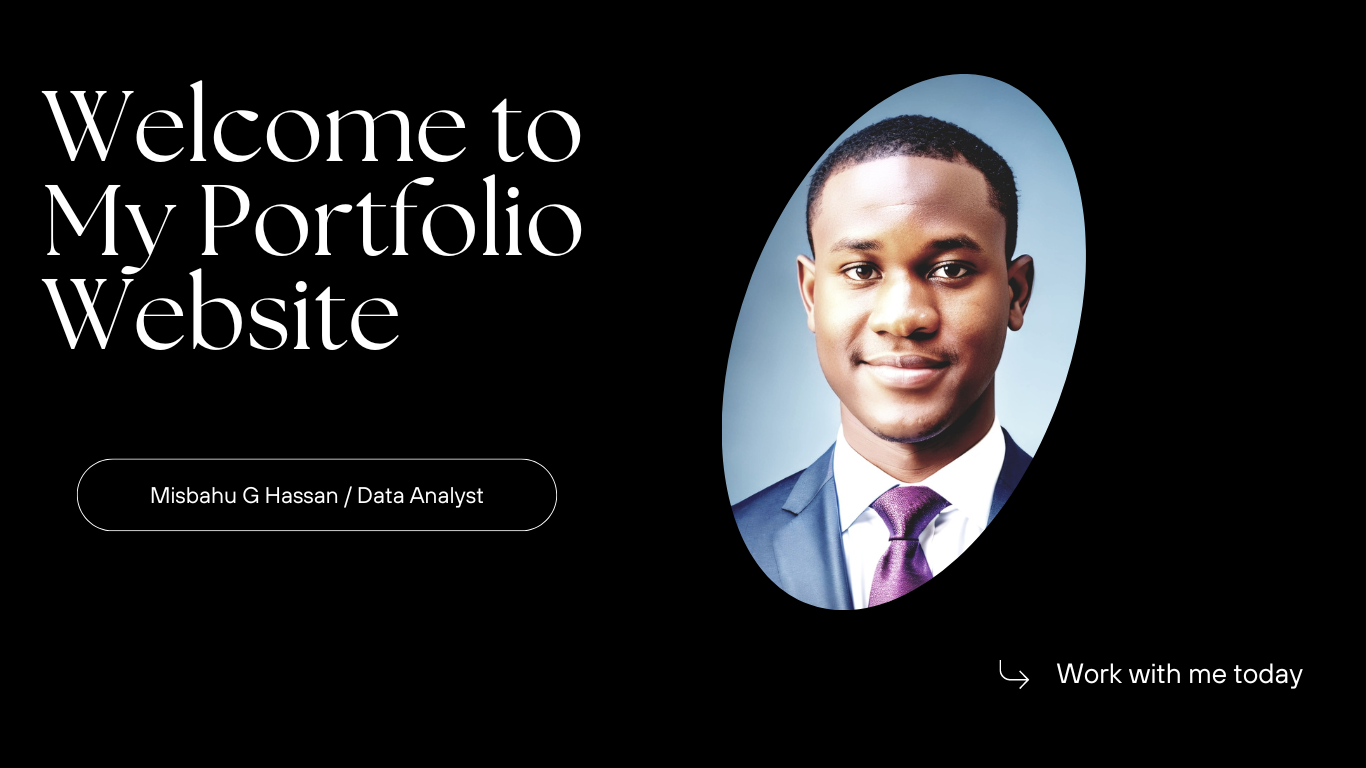 Welcome to
My Portfolio
Website
Misbahu G Hassan / Data Analyst
Work with me today